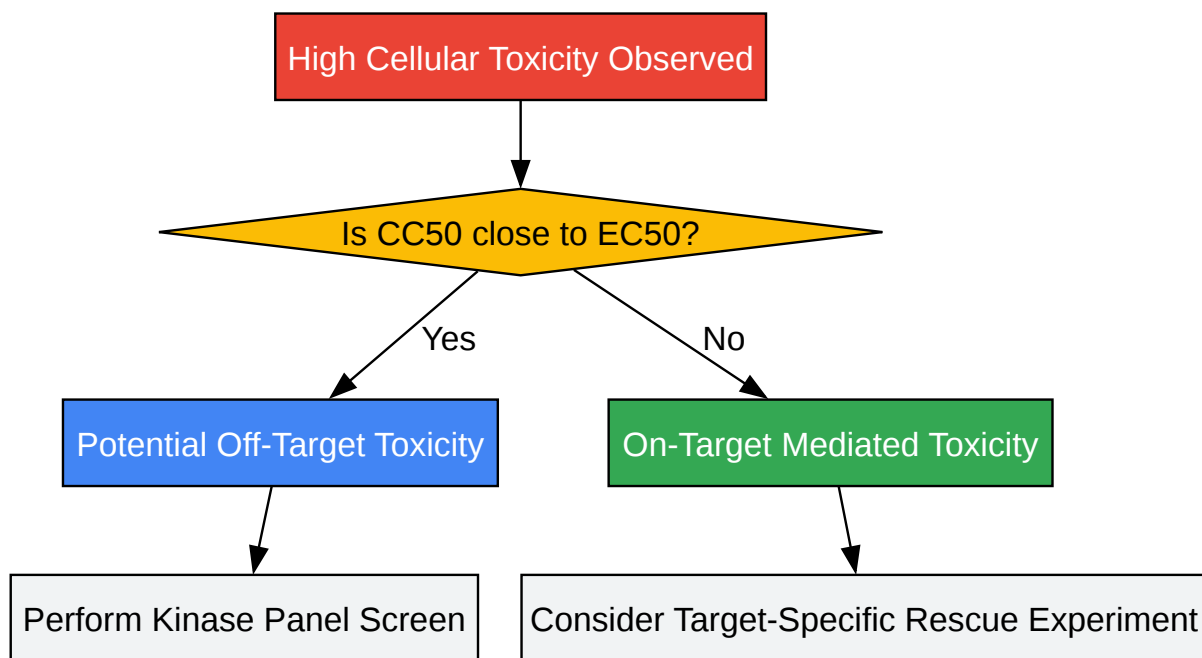 High Cellular Toxicity Observed
Is CC50 close to EC50?
Yes
No
Potential Off-Target Toxicity
On-Target Mediated Toxicity
Perform Kinase Panel Screen
Consider Target-Specific Rescue Experiment